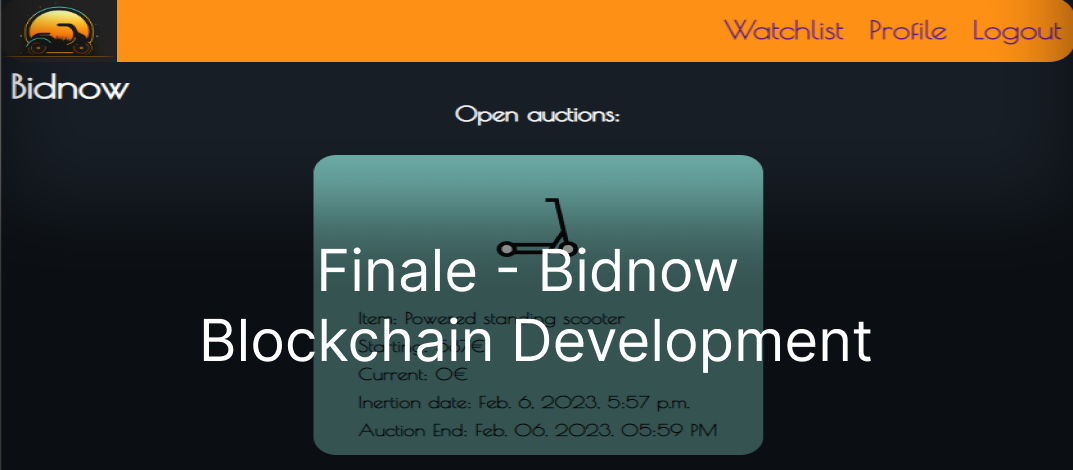 Watchlist Profile Logout
Bidnow
Open auctions:
Finale - Bidnow
Item: Powered standing scooter
Blockchain Development
Starting:
Current: 0€
Inertion date: Feb. 6, 2023, 5:57 p.m.
Auction End: Feb. 06, 2023, 05:59 PM